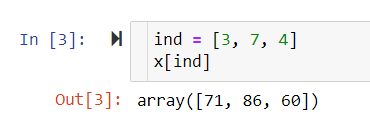 In [3]: ind = [3, 7, 4]
x[ind]
Out[3]: array([71, 86, 60])